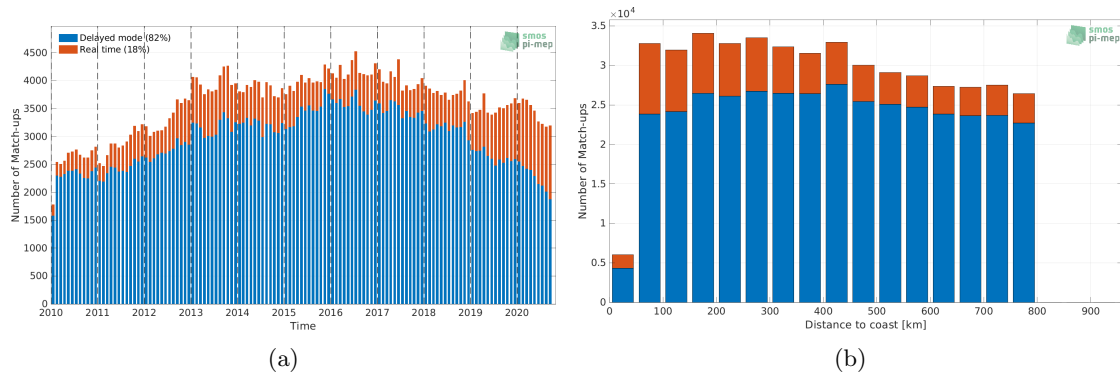 Delayed mode (82%)
Real time (18%)
smos
pi-mep
4500
4000
3500
3000
2500
2000
1500
1000
500
0
Number of Match-ups
2010 2011 2012 2013 2014 2015 2016 2017 2018 2019 2020
Time
(a)
×10⁴
smos
pi-mep
3.5
3
2.5
2
1.5
1
0.5
0
Number of Match-ups
0 100 200 300 400 500 600 700 800 900
Distance to coast [km]
(b)